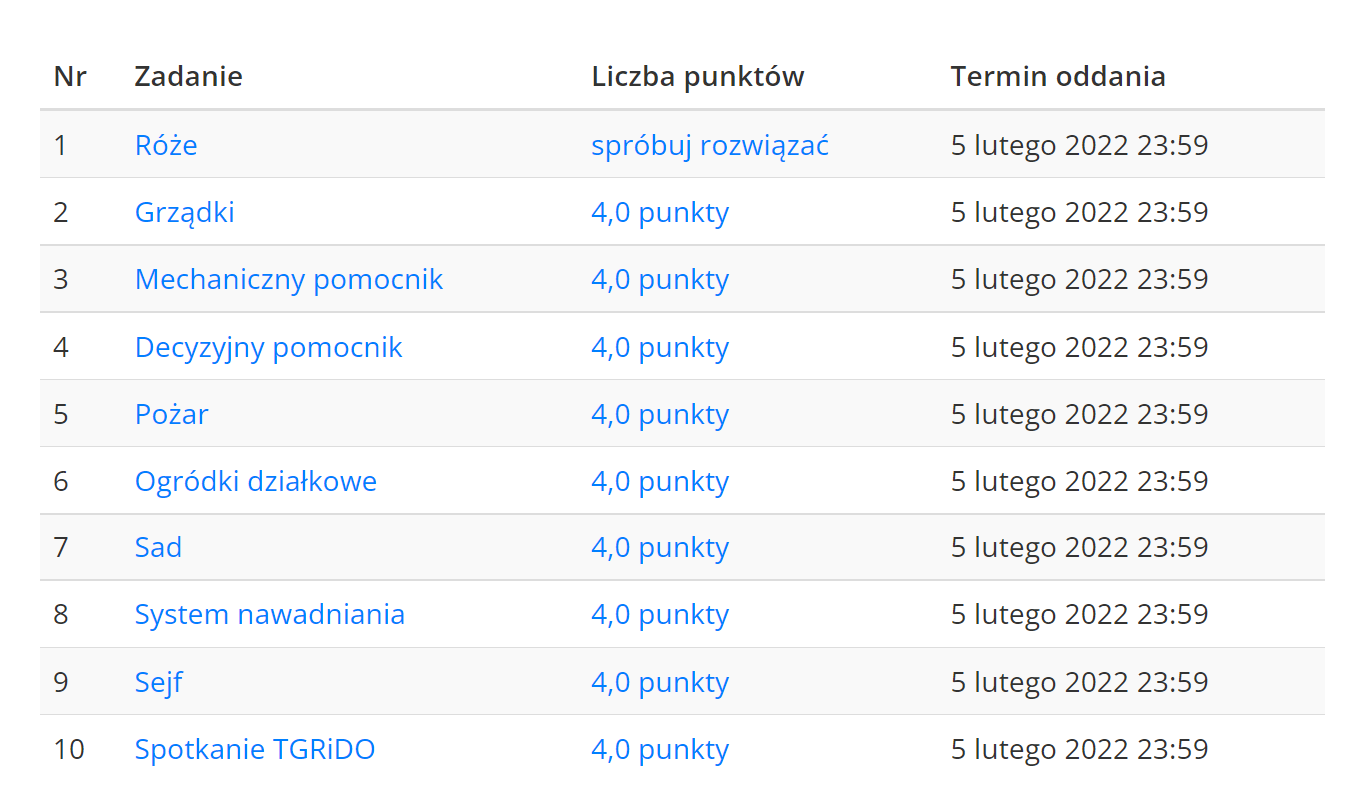 Nr Zadanie Liczba punktów Termin oddania
1 Róże spróbuj rozwiązać 5 lutego 2022 23:59
2 Grządki 4,0 punkty 5 lutego 2022 23:59
3 Mechaniczny pomocnik 4,0 punkty 5 lutego 2022 23:59
4 Decyzyjny pomocnik 4,0 punkty 5 lutego 2022 23:59
5 Pożar 4,0 punkty 5 lutego 2022 23:59
6 Ogródki działkowe 4,0 punkty 5 lutego 2022 23:59
7 Sad 4,0 punkty 5 lutego 2022 23:59
8 System nawadniania 4,0 punkty 5 lutego 2022 23:59
9 Sejf 4,0 punkty 5 lutego 2022 23:59
10 Spotkanie TGRiDO 4,0 punkty 5 lutego 2022 23:59